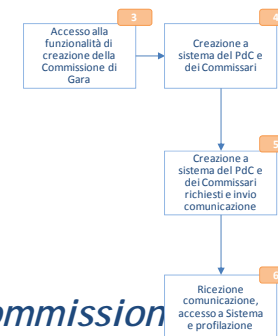 3
Accesso alla
funzionalità di
creazione della
Commissione di
Gara
4
Creazione a
sistema del PdC e
dei Commissari
5
Creazione a
sistema del PdC e
dei Commissari
richiesti e invio
comunicazione
6
Ricezione
comunicazione,
accesso a Sistema
e profilazione